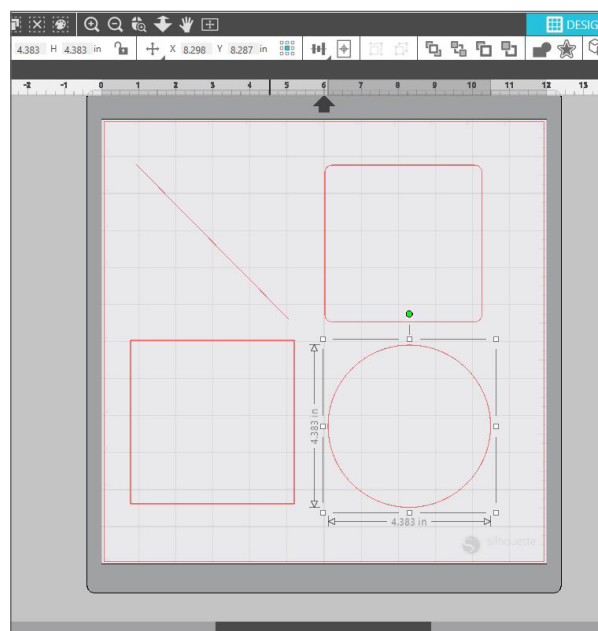 DESIG
4.383 H 4.383 in X 8.298 Y 8.287 in
-2 -1 0 1 2 3 4 5 6 7 8 9 10 11 12 13
4.383 in
4.383 in
silhouette